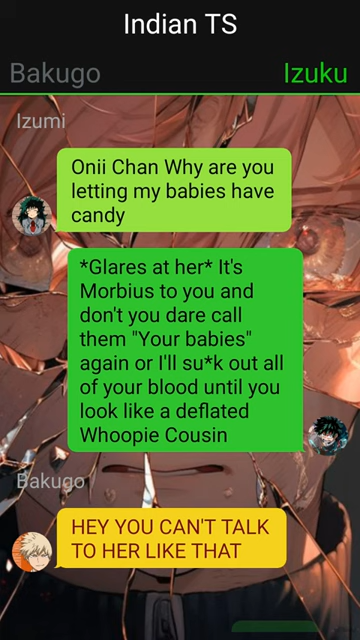 Indian TS
Bakugo
Izuku
Izumi
Onii Chan Why are you
letting my babies have
candy
*Glares at her* It's
Morbius to you and
don't you dare call
them "Your babies"
again or I'll su*k out all
of your blood until you
look like a deflated
Whoopie Cousin
Bakugo
HEY YOU CAN'T TALK
TO HER LIKE THAT